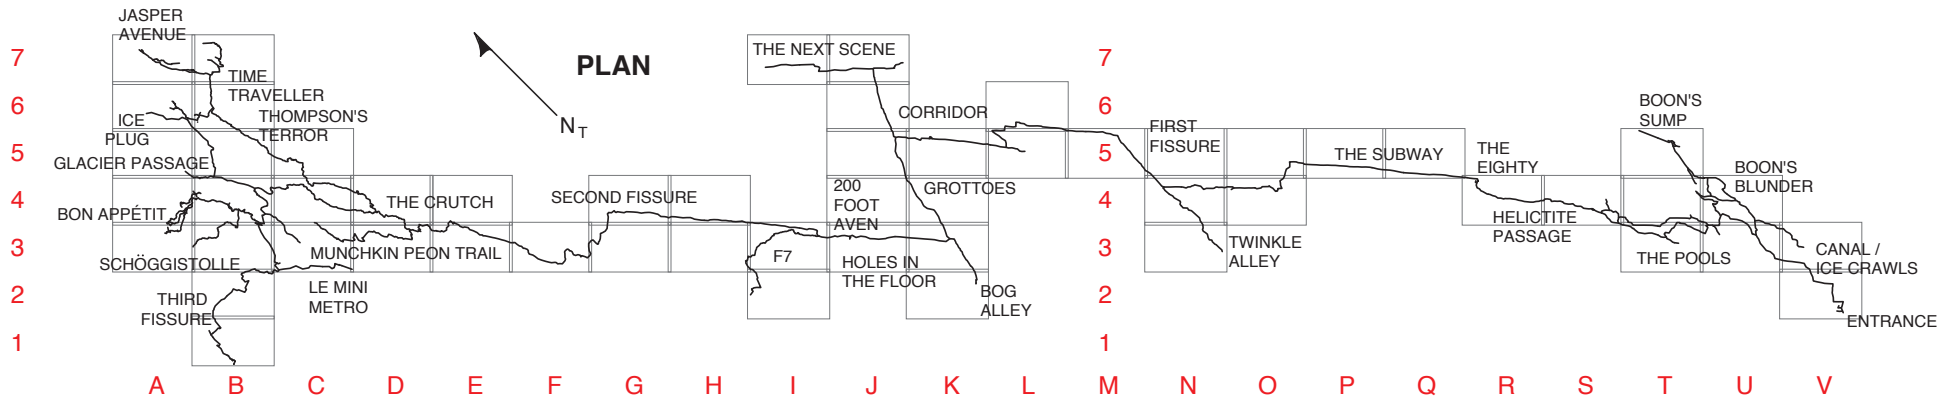 JASPER
AVENUE
7
THE NEXT SCENE
7
PLAN
TIME
TRAVELLER
6
THOMPSON'S
TERROR
ICE
PLUG
N T
CORRIDOR
6
BOON'S
SUMP
FIRST
FISSURE
5
GLACIER PASSAGE
5
THE SUBWAY
THE
EIGHTY
BOON'S
BLUNDER
4
BON APPÉTIT
THE CRUTCH
SECOND FISSURE
200
FOOT
AVEN
GROTTOES
4
HELICTITE
PASSAGE
3
SCHÖGGISTOLLE
MUNCHKIN PEON TRAIL
F7
HOLES IN
THE FLOOR
3
TWINKLE
ALLEY
THE POOLS
CANAL /
ICE CRAWLS
2
THIRD
FISSURE
LE MINI
METRO
BOG
ALLEY
2
ENTRANCE
1
1
A B C D E F G H I J K L M N O P Q R S T U V